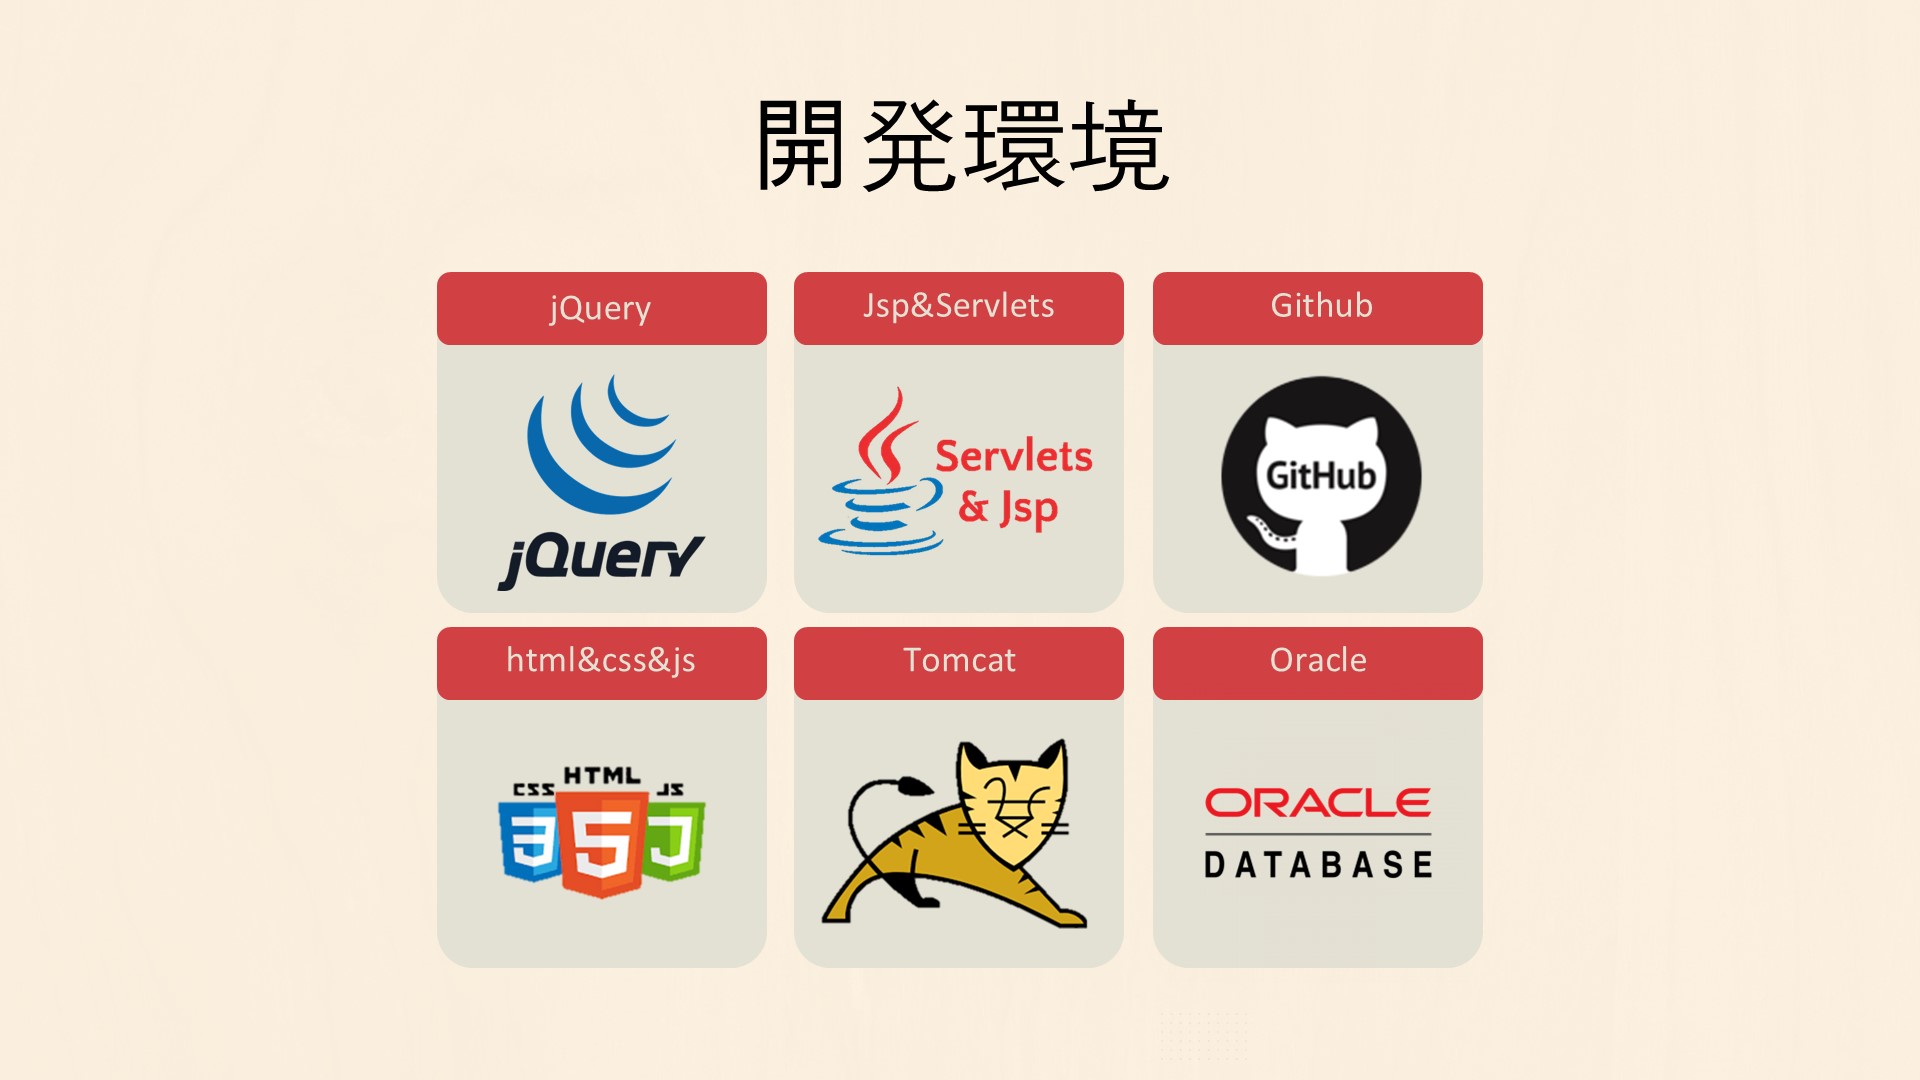 開発環境
jQuery
Jsp&Servlets
Github
jQuery
Servlets
& Jsp
GitHub
html&css&js
Tomcat
Oracle
CSS HTML JS
3 5 J
ORACLE
DATABASE